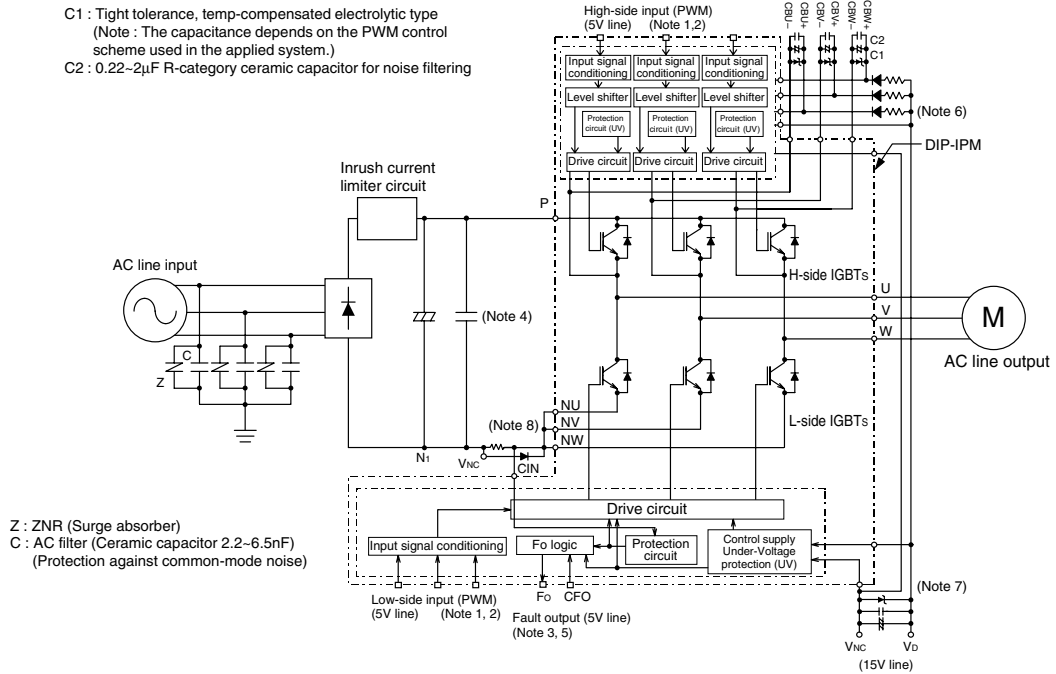 C1 : Tight tolerance, temp-compensated electrolytic type
(Note : The capacitance depends on the PWM control
scheme used in the applied system.)
C2 : 0.22~2μF R-category ceramic capacitor for noise filtering
High-side input (PWM)
(5V line) (Note 1,2)
CBU–
CBU+
CBV–
CBV+
CBW–
CBW+
C2
C1
Input signal
conditioning
Input signal
conditioning
Input signal
conditioning
Level shifter
Level shifter
Level shifter
Protection
circuit (UV)
Protection
circuit (UV)
Protection
circuit (UV)
Drive circuit
Drive circuit
Drive circuit
(Note 6)
DIP-IPM
Inrush current
limiter circuit
P
AC line input
H-side IGBTs
U
V
W
M
AC line output
(Note 4)
C
Z
NU
NV
NW
(Note 8)
L-side IGBTs
N1
VNC
CIN
Z : ZNR (Surge absorber)
C : AC filter (Ceramic capacitor 2.2~6.5nF)
(Protection against common-mode noise)
Drive circuit
Input signal conditioning
Fo logic
Protection
circuit
Control supply
Under-Voltage
protection (UV)
Low-side input (PWM)
(5V line) (Note 1, 2)
FO
CFO
Fault output (5V line)
(Note 3, 5)
(Note 7)
VNC
VD
(15V line)